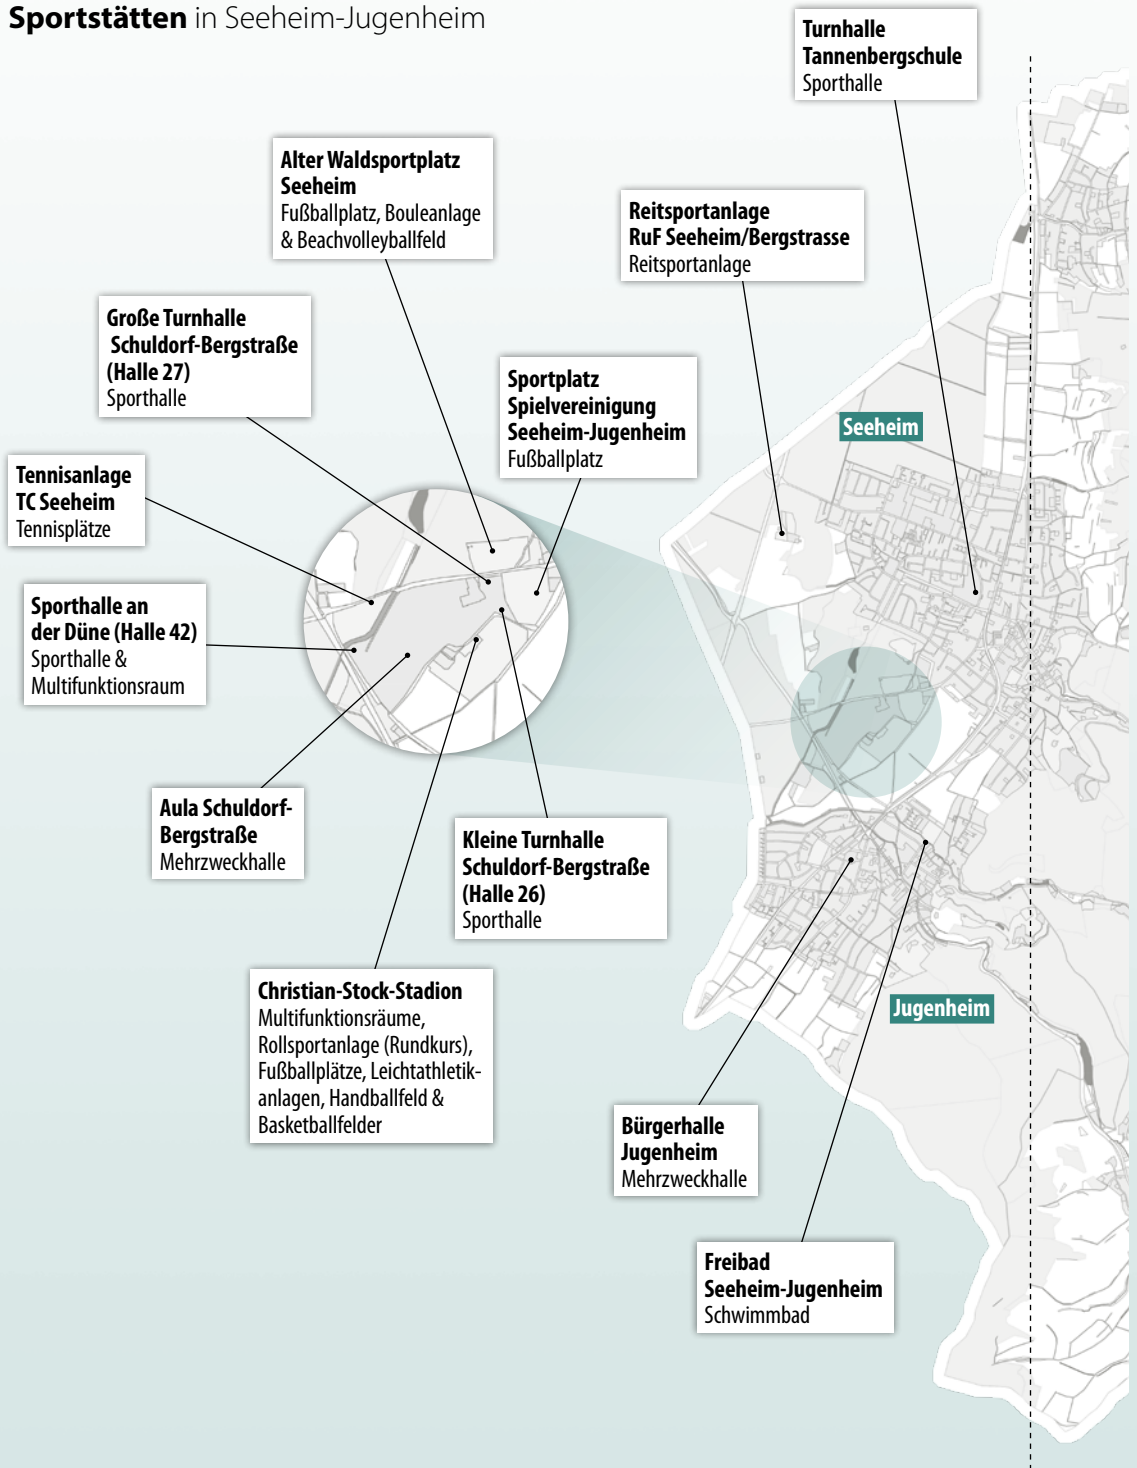 Sportstätten in Seeheim-Jugenheim
Turnhalle
Tannenbergschule
Sporthalle
Alter Waldsportplatz
Seeheim
Fußballplatz, Bouleanlage
& Beachvolleyballfeld
Reitsportanlage
RuF Seeheim/Bergstrasse
Reitsportanlage
Große Turnhalle
Schuldorf-Bergstraße
(Halle 27)
Sporthalle
Sportplatz
Spielvereinigung
Seeheim-Jugenheim
Fußballplatz
Seeheim
Tennisanlage
TC Seeheim
Tennisplätze
Sporthalle an
der Düne (Halle 42)
Sporthalle &
Multifunktionsraum
Aula Schuldorf-
Bergstraße
Mehrzweckhalle
Kleine Turnhalle
Schuldorf-Bergstraße
(Halle 26)
Sporthalle
Christian-Stock-Stadion
Multifunktionsräume,
Rollsportanlage (Rundkurs),
Fußballplätze, Leichtathletik-
anlagen, Handballfeld &
Basketballfelder
Jugenheim
Bürgerhalle
Jugenheim
Mehrzweckhalle
Freibad
Seeheim-Jugenheim
Schwimmbad